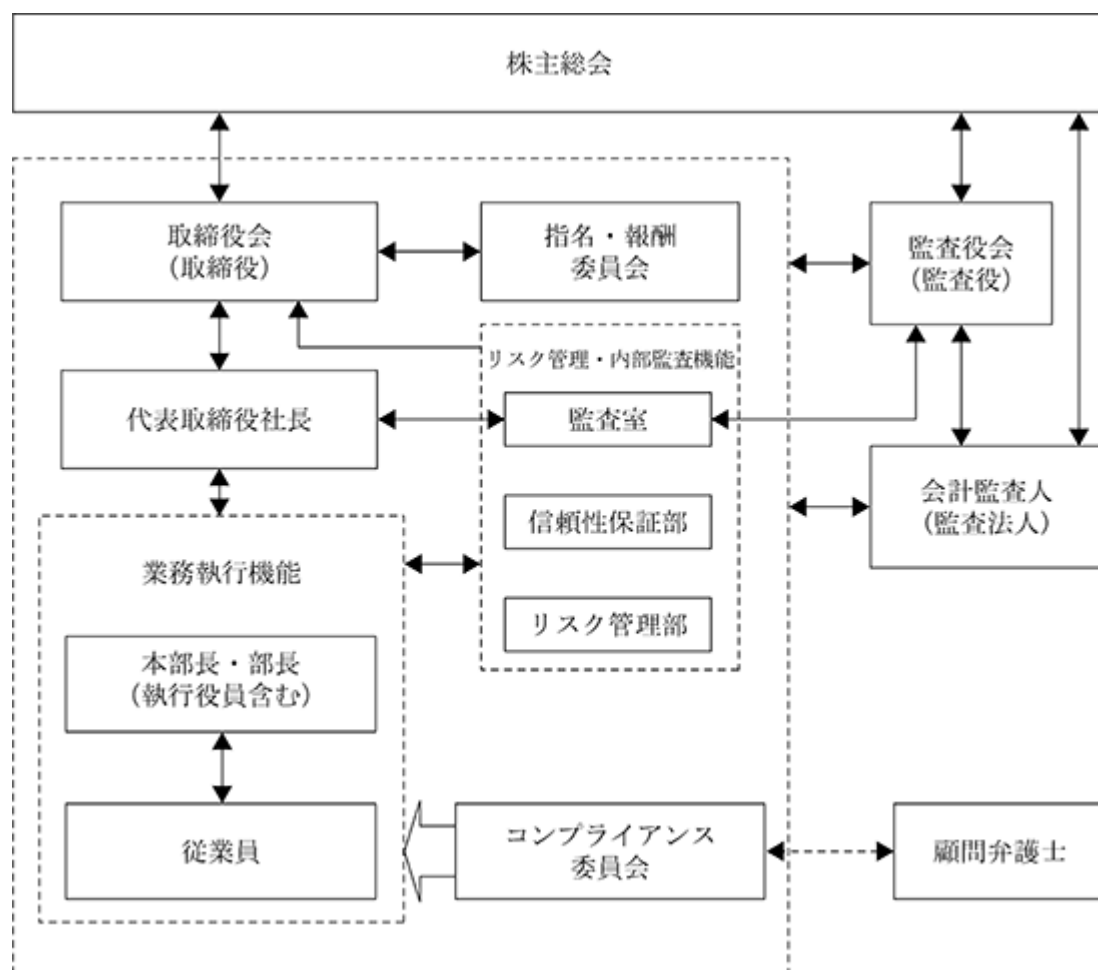 株主総会
取締役会
（取締役）
指名・報酬
委員会
監査役会
（監査役）
リスク管理・内部監査機能
代表取締役社長
監査室
会計監査人
（監査法人）
信頼性保証部
業務執行機能
リスク管理部
本部長・部長
（執行役員含む）
従業員
コンプライアンス
委員会
顧問弁護士